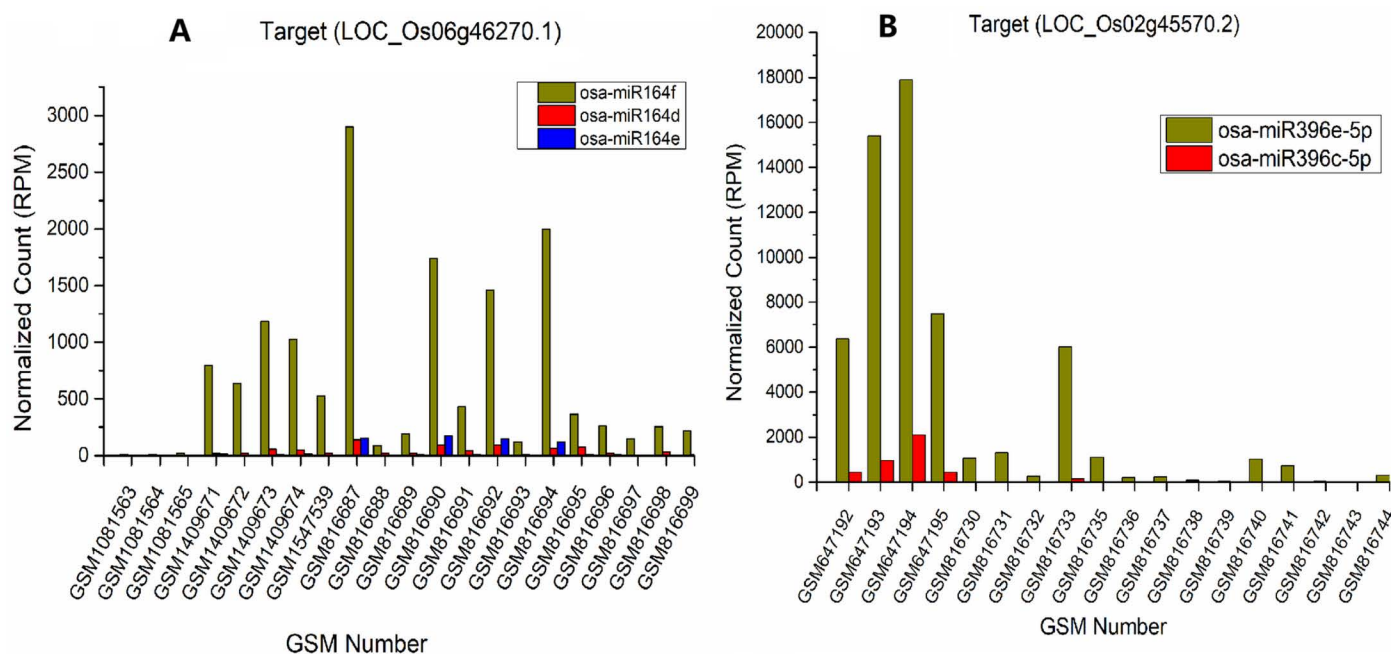 A
Target (LOC_Os06g46270.1)
osa-miR164f
osa-miR164d
osa-miR164e
Normalized Count (RPM)
3000
2500
2000
1500
1000
500
0
GSM1081563
GSM1081564
GSM1081565
GSM1409671
GSM1409672
GSM1409673
GSM1409674
GSM1547539
GSM816687
GSM816688
GSM816689
GSM816690
GSM816691
GSM816692
GSM816693
GSM816694
GSM816695
GSM816696
GSM816697
GSM816698
GSM816699
GSM Number
B
Target (LOC_Os02g45570.2)
osa-miR396e-5p
osa-miR396c-5p
Normalized Count (RPM)
20000
18000
16000
14000
12000
10000
8000
6000
4000
2000
0
GSM647192
GSM647193
GSM647194
GSM647195
GSM816730
GSM816731
GSM816732
GSM816733
GSM816735
GSM816736
GSM816737
GSM816738
GSM816739
GSM816740
GSM816741
GSM816742
GSM816743
GSM816744
GSM Number